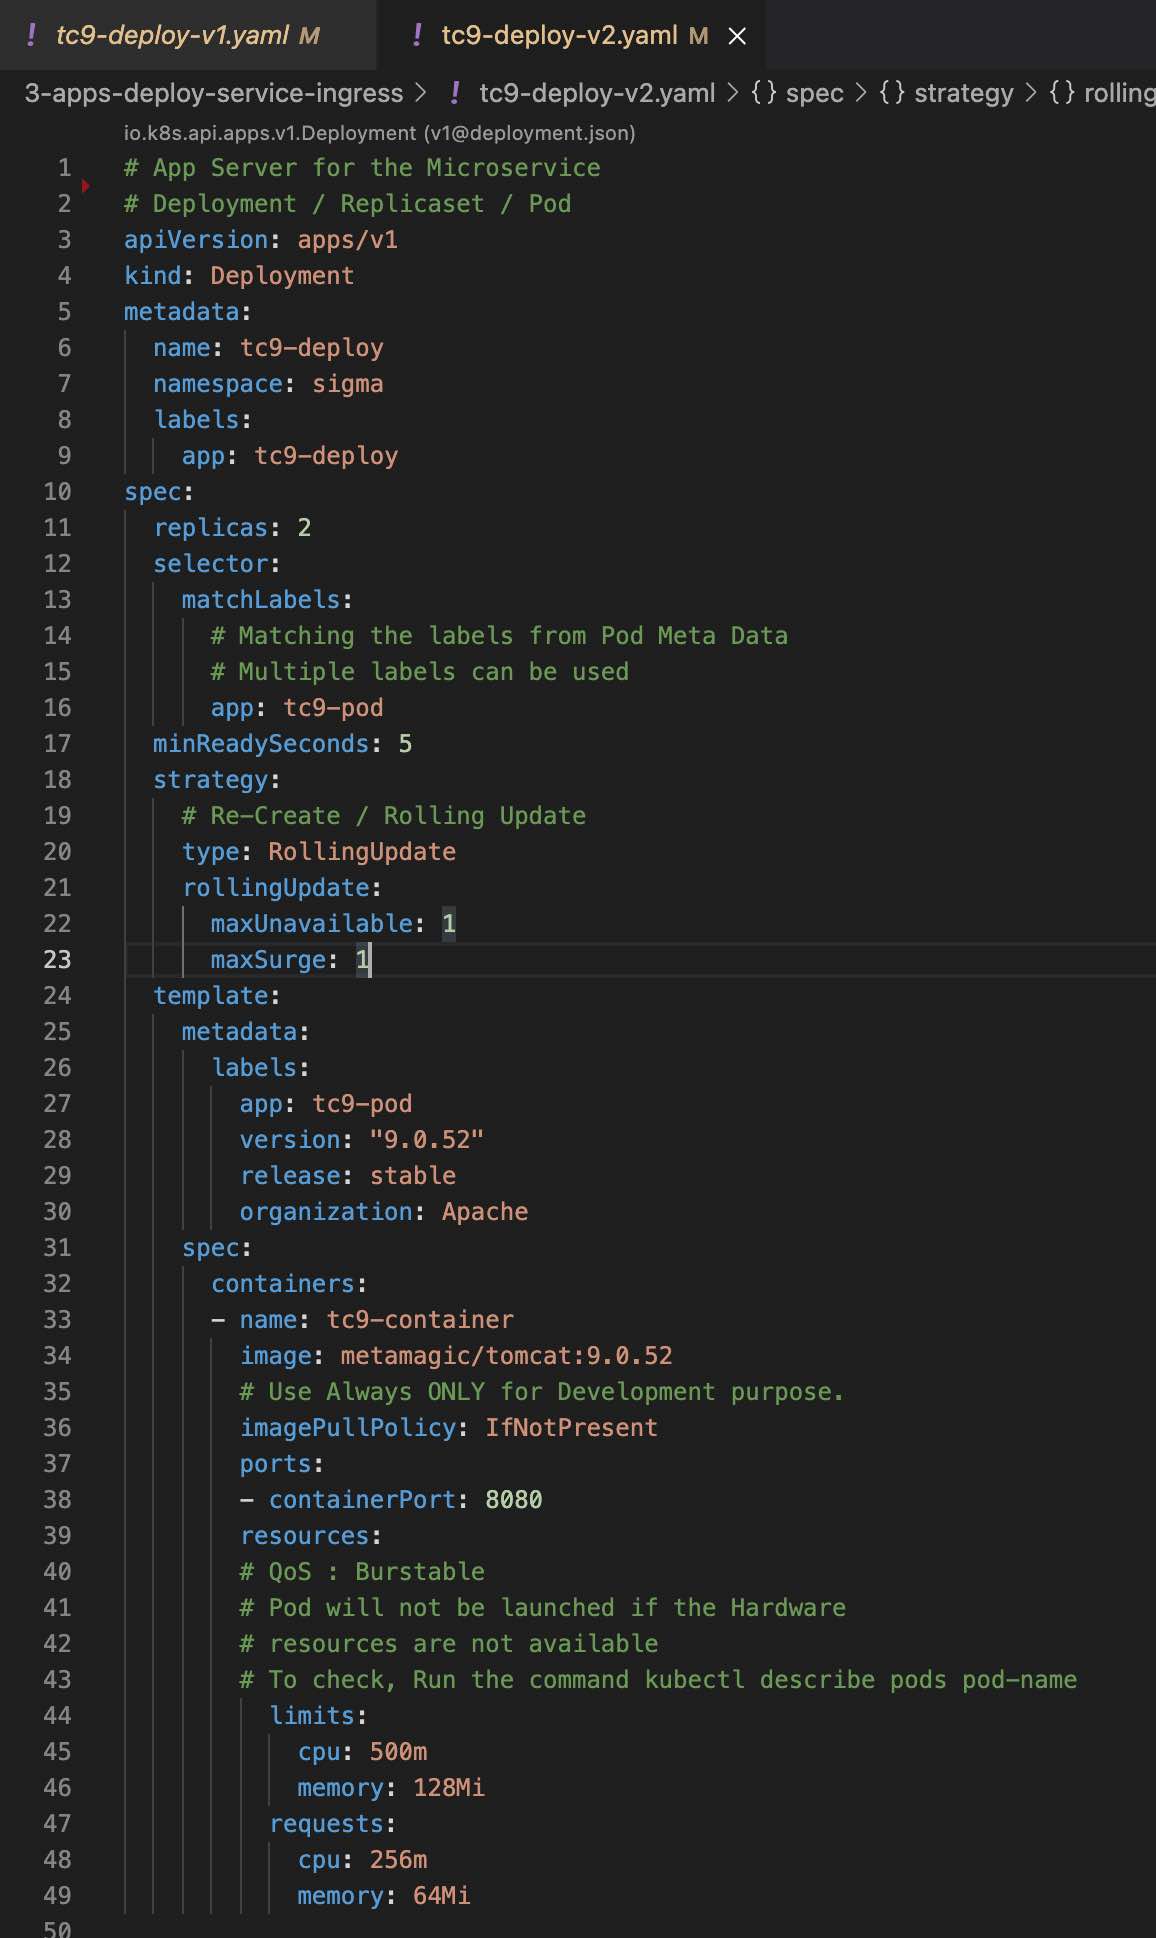 ! tc9-deploy-v1.yaml M ! tc9-deploy-v2.yaml M ×
3-apps-deploy-service-ingress > ! tc9-deploy-v2.yaml > {} spec > {} strategy > {} rolling
io.k8s.api.apps.v1.Deployment (v1@deployment.json)
1 # App Server for the Microservice
2 # Deployment / Replicaset / Pod
3 apiVersion: apps/v1
4 kind: Deployment
5 metadata:
6   name: tc9-deploy
7   namespace: sigma
8   labels:
9     app: tc9-deploy
10 spec:
11   replicas: 2
12   selector:
13     matchLabels:
14       # Matching the labels from Pod Meta Data
15       # Multiple labels can be used
16       app: tc9-pod
17   minReadySeconds: 5
18   strategy:
19     # Re-Create / Rolling Update
20     type: RollingUpdate
21     rollingUpdate:
22       maxUnavailable: 1
23       maxSurge: 1
24   template:
25     metadata:
26       labels:
27         app: tc9-pod
28         version: "9.0.52"
29         release: stable
30         organization: Apache
31     spec:
32       containers:
33       - name: tc9-container
34         image: metamagic/tomcat:9.0.52
35         # Use Always ONLY for Development purpose.
36         imagePullPolicy: IfNotPresent
37         ports:
38         - containerPort: 8080
39         resources:
40         # QoS : Burstable
41         # Pod will not be launched if the Hardware
42         # resources are not available
43         # To check, Run the command kubectl describe pods pod-name
44           limits:
45             cpu: 500m
46             memory: 128Mi
47           requests:
48             cpu: 256m
49             memory: 64Mi
50